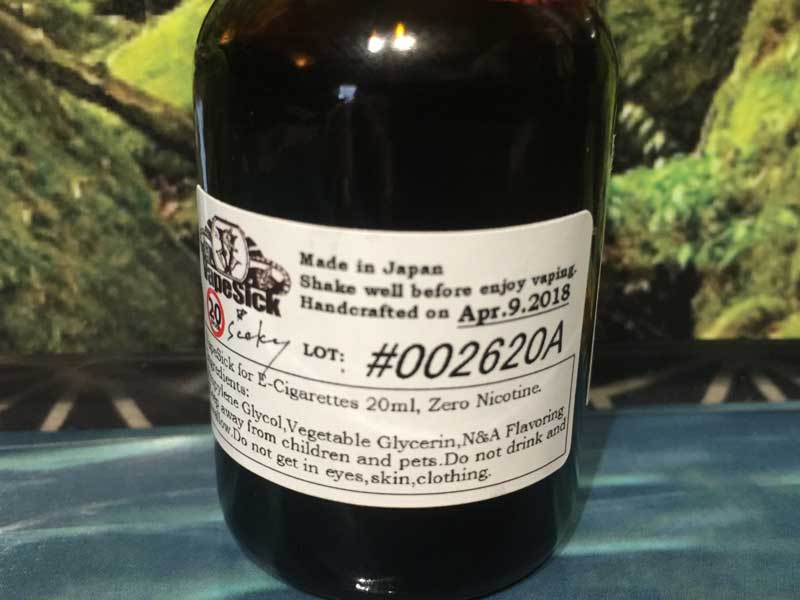 VapeSick
Made in Japan
Shake well before enjoy vaping.
Handcrafted on Apr.9.2018
20
LOT: #002620A
for E-Cigarettes 20ml, Zero Nicotine.
Glycol,Vegetable Glycerin,N&A Flavoring
away from children and pets.Do not drink and
Do not get in eyes,skin,clothing.